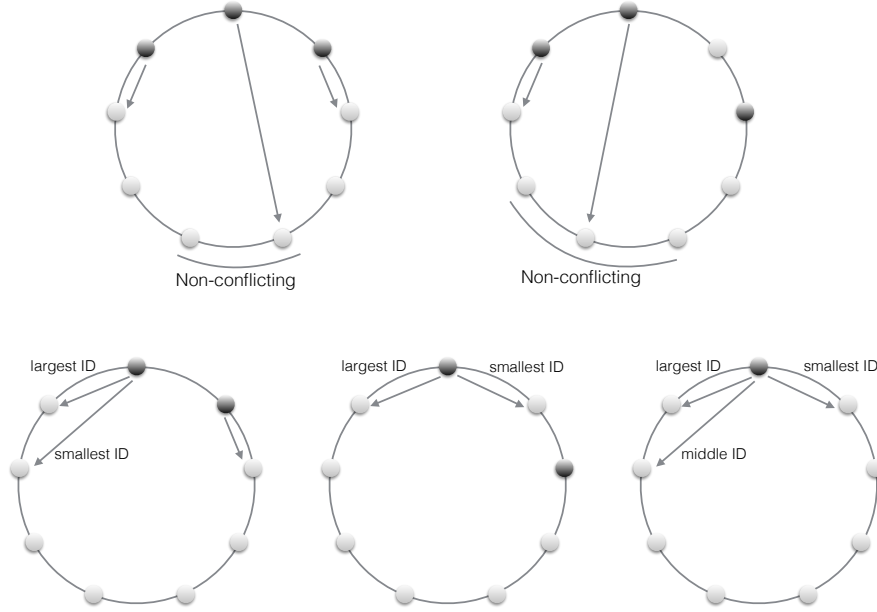 Non-conflicting
Non-conflicting
largest ID
smallest ID
largest ID
smallest ID
largest ID
smallest ID
middle ID